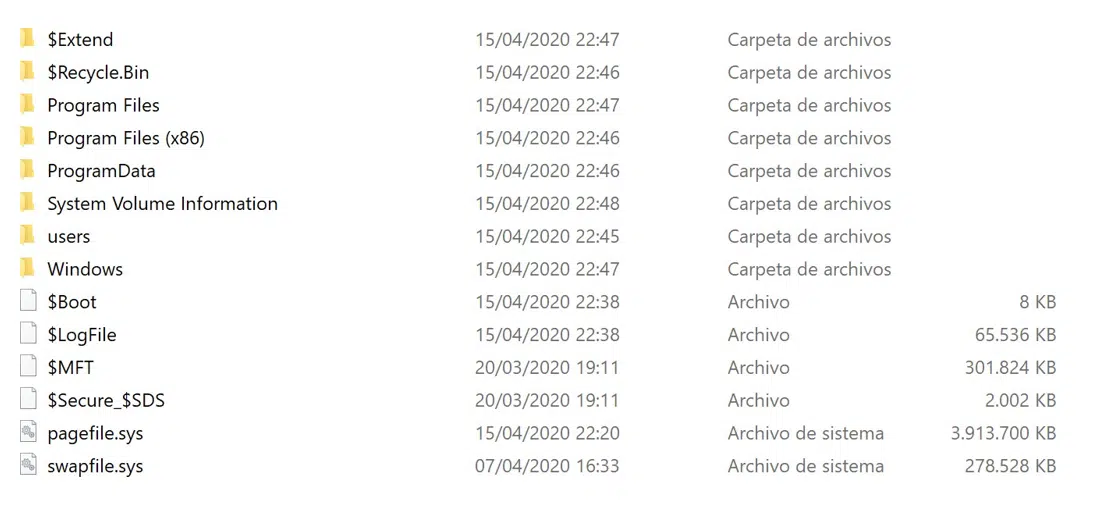 $Extend 15/04/2020 22:47 Carpeta de archivos
$Recycle.Bin 15/04/2020 22:46 Carpeta de archivos
Program Files 15/04/2020 22:47 Carpeta de archivos
Program Files (x86) 15/04/2020 22:46 Carpeta de archivos
ProgramData 15/04/2020 22:46 Carpeta de archivos
System Volume Information 15/04/2020 22:48 Carpeta de archivos
users 15/04/2020 22:45 Carpeta de archivos
Windows 15/04/2020 22:47 Carpeta de archivos
$Boot 15/04/2020 22:38 Archivo 8 KB
$LogFile 15/04/2020 22:38 Archivo 65.536 KB
$MFT 20/03/2020 19:11 Archivo 301.824 KB
$Secure_$SDS 20/03/2020 19:11 Archivo 2.002 KB
pagefile.sys 15/04/2020 22:20 Archivo de sistema 3.913.700 KB
swapfile.sys 07/04/2020 16:33 Archivo de sistema 278.528 KB